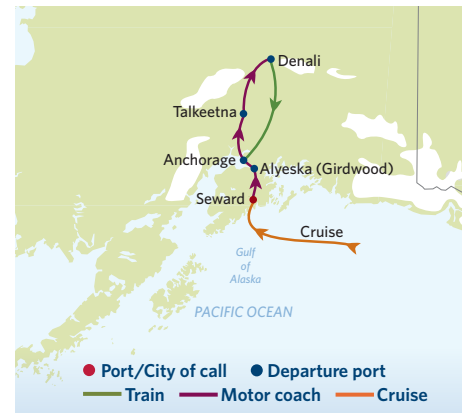 Denali
Talkeetna
Anchorage
Alyeska (Girdwood)
Seward
Cruise
Gulf
of
Alaska
PACIFIC OCEAN
Port/City of call Departure port
Train Motor coach Cruise